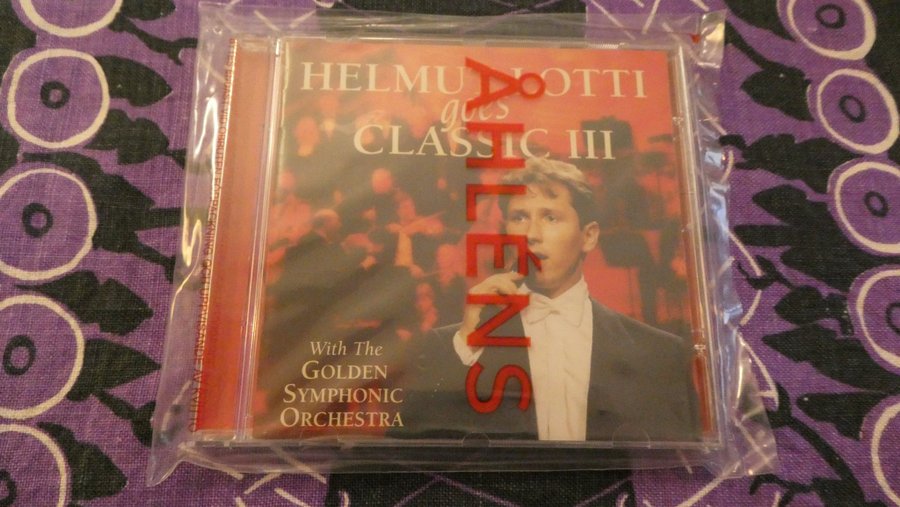 HELMUT LOTTI
goes
CLASSIC III
ÅHLÉNS
With The
GOLDEN
SYMPHONIC
ORCHESTRA